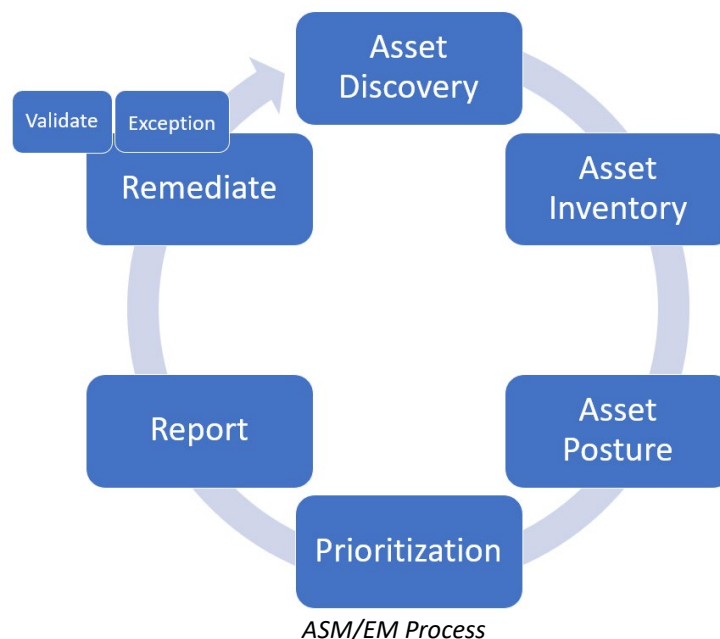 Asset
Discovery
Asset
Inventory
Asset
Posture
Prioritization
Report
Remediate
Validate
Exception
ASM/EM Process